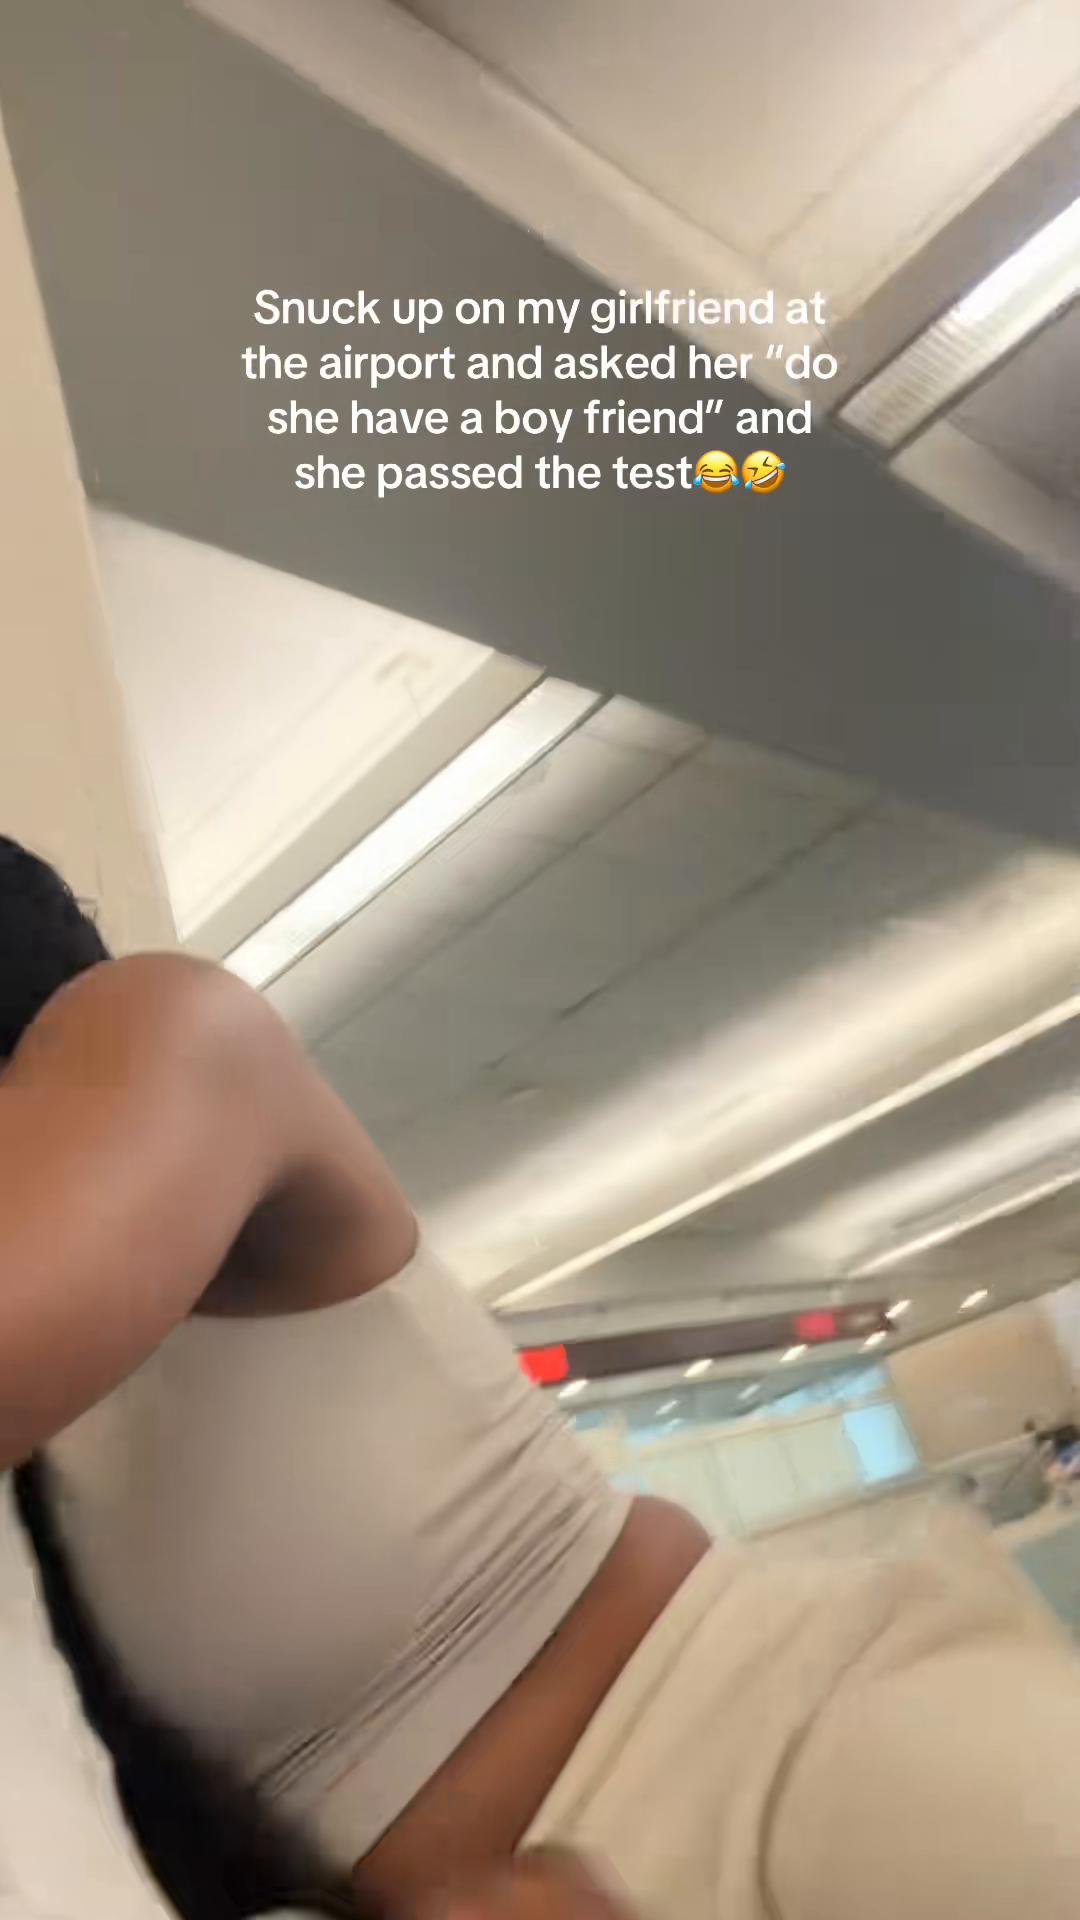 Snuck up on my girlfriend at
the airport and asked her “do
she have a boy friend” and
she passed the test😂🤣